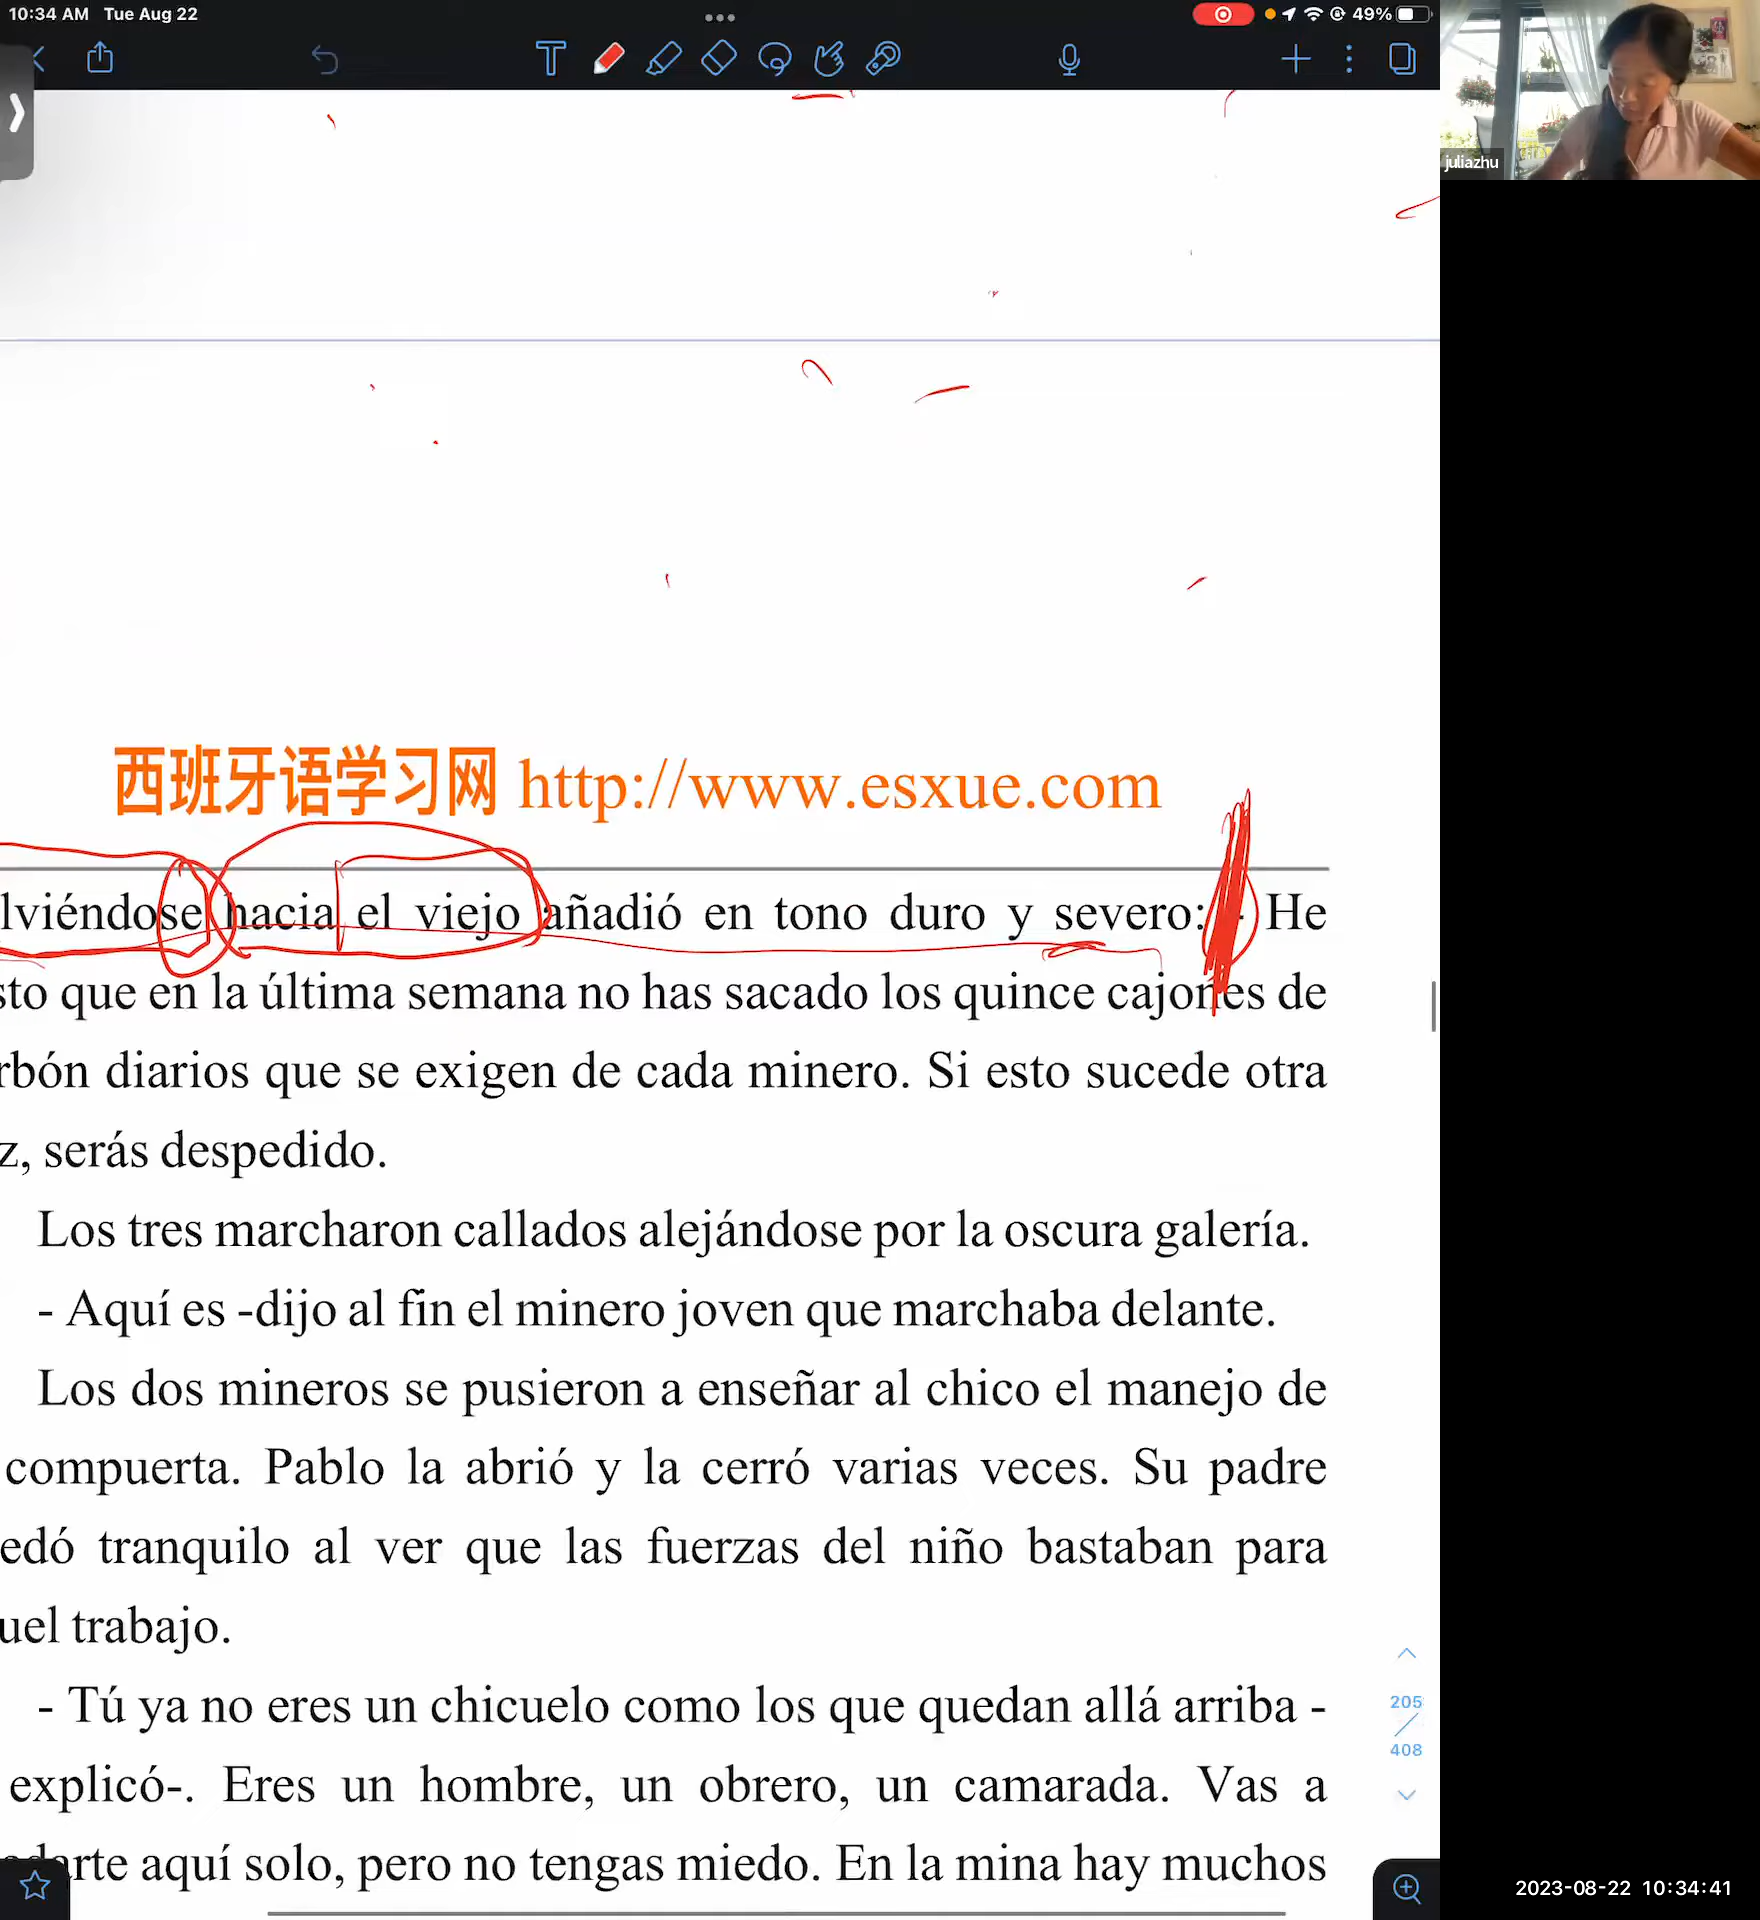 10:34 AM Tue Aug 22
49%
juliazhu
西班牙语学习网 http://www.esxue.com
lviéndose hacia el viejo añadió en tono duro y severo: - He
sto que en la última semana no has sacado los quince cajones de
rbón diarios que se exigen de cada minero. Si esto sucede otra
z, serás despedido.
Los tres marcharon callados alejándose por la oscura galería.
- Aquí es -dijo al fin el minero joven que marchaba delante.
Los dos mineros se pusieron a enseñar al chico el manejo de
compuerta. Pablo la abrió y la cerró varias veces. Su padre
edó tranquilo al ver que las fuerzas del niño bastaban para
uel trabajo.
- Tú ya no eres un chicuelo como los que quedan allá arriba -
explicó-. Eres un hombre, un obrero, un camarada. Vas a
darte aquí solo, pero no tengas miedo. En la mina hay muchos
205
408
2023-08-22 10:34:41